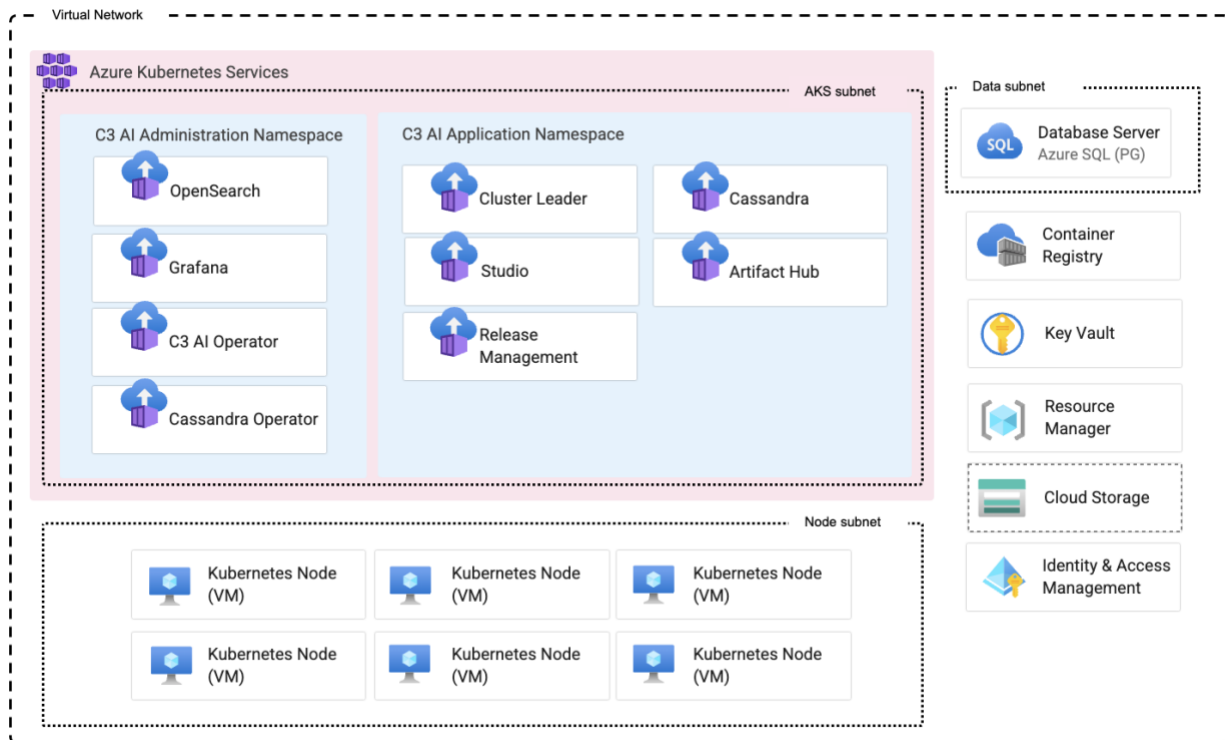 Virtual Network
Azure Kubernetes Services
AKS subnet
C3 AI Administration Namespace
OpenSearch
Grafana
C3 AI Operator
Cassandra Operator
C3 AI Application Namespace
Cluster Leader
Cassandra
Studio
Artifact Hub
Release
Management
Data subnet
SQL
Database Server
Azure SQL (PG)
Container
Registry
Key Vault
Resource
Manager
Cloud Storage
Identity & Access
Management
Node subnet
Kubernetes Node
(VM)
Kubernetes Node
(VM)
Kubernetes Node
(VM)
Kubernetes Node
(VM)
Kubernetes Node
(VM)
Kubernetes Node
(VM)